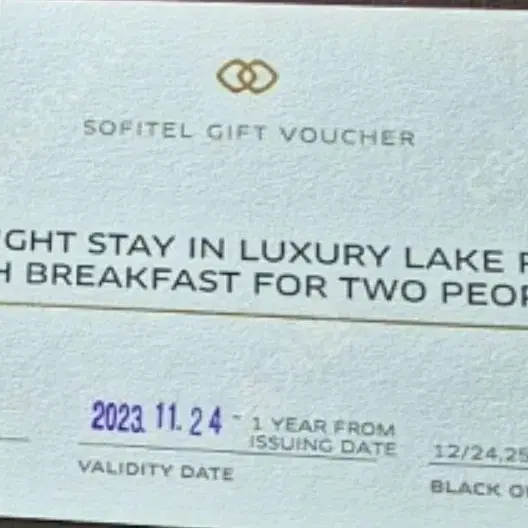 SOFITEL GIFT VOUCHER
GHT STAY IN LUXURY LAKE
H BREAKFAST FOR TWO PEOP
2023. 11. 24 - 1 YEAR FROM
ISSUING DATE
12/24,25
VALIDITY DATE
BLACK O